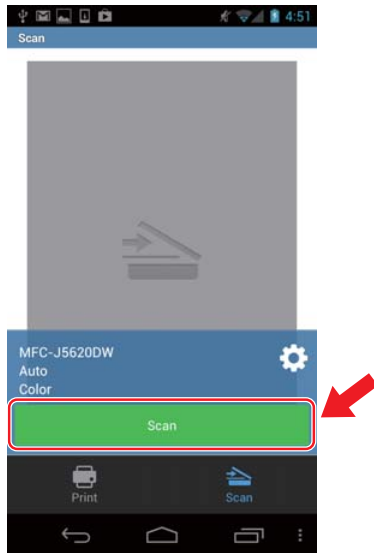 4:51
Scan
MFC-J5620DW
Auto
Color
Scan
Print Scan